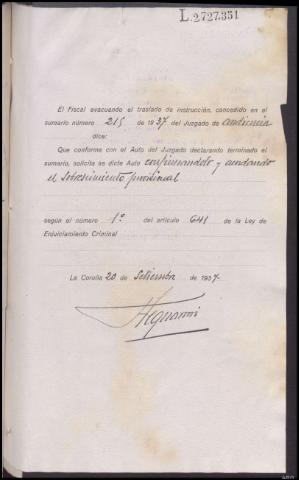 L.2727.351
El Fiscal evacuando el traslado de instrucción, concedido en el
sumario número 215 de 1937 del Juzgado de Audiencia
dice:
Que conforme con el Auto del Juzgado declarando terminado el
sumario, solicita se dicte Auto confirmandolo y acordando
el sobreseimiento provisional
según el número 1º del artículo 641 de la Ley de
Enjuiciamiento Criminal
La Coruña 20 de Setiembre de 1937-